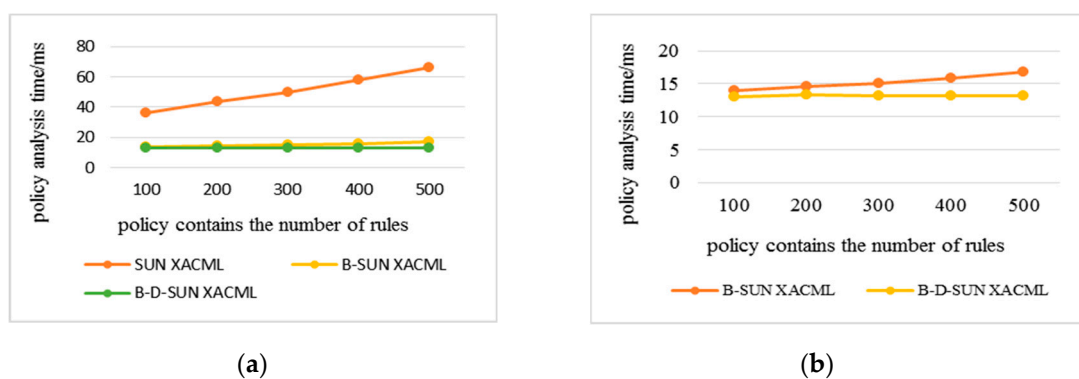 policy analysis time/ms
80
60
40
20
0
100 200 300 400 500
policy contains the number of rules
SUN XACML
B-SUN XACML
B-D-SUN XACML
(a)
policy analysis time/ms
20
15
10
5
0
100 200 300 400 500
policy contains the number of rules
B-SUN XACML
B-D-SUN XACML
(b)